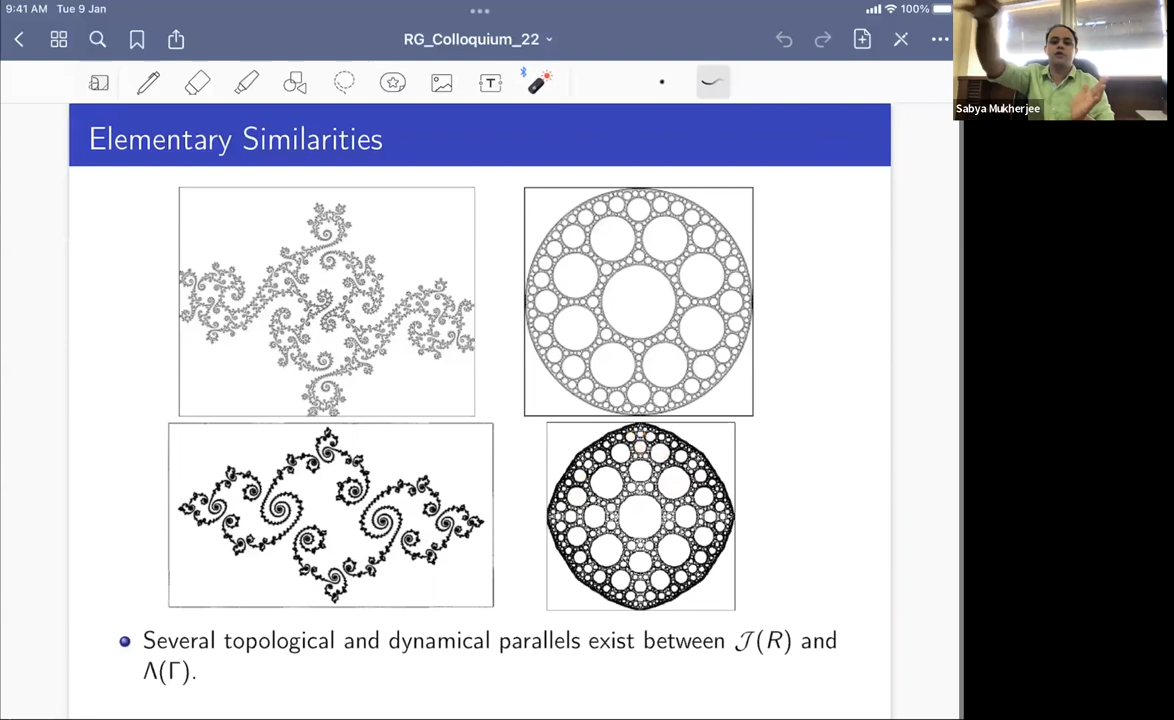 9:41 AM Tue 9 Jan
100%
RG_Colloquium_22
T
Sabya Mukherjee
Elementary Similarities
Several topological and dynamical parallels exist between 𝒥(R) and
Λ(Γ).